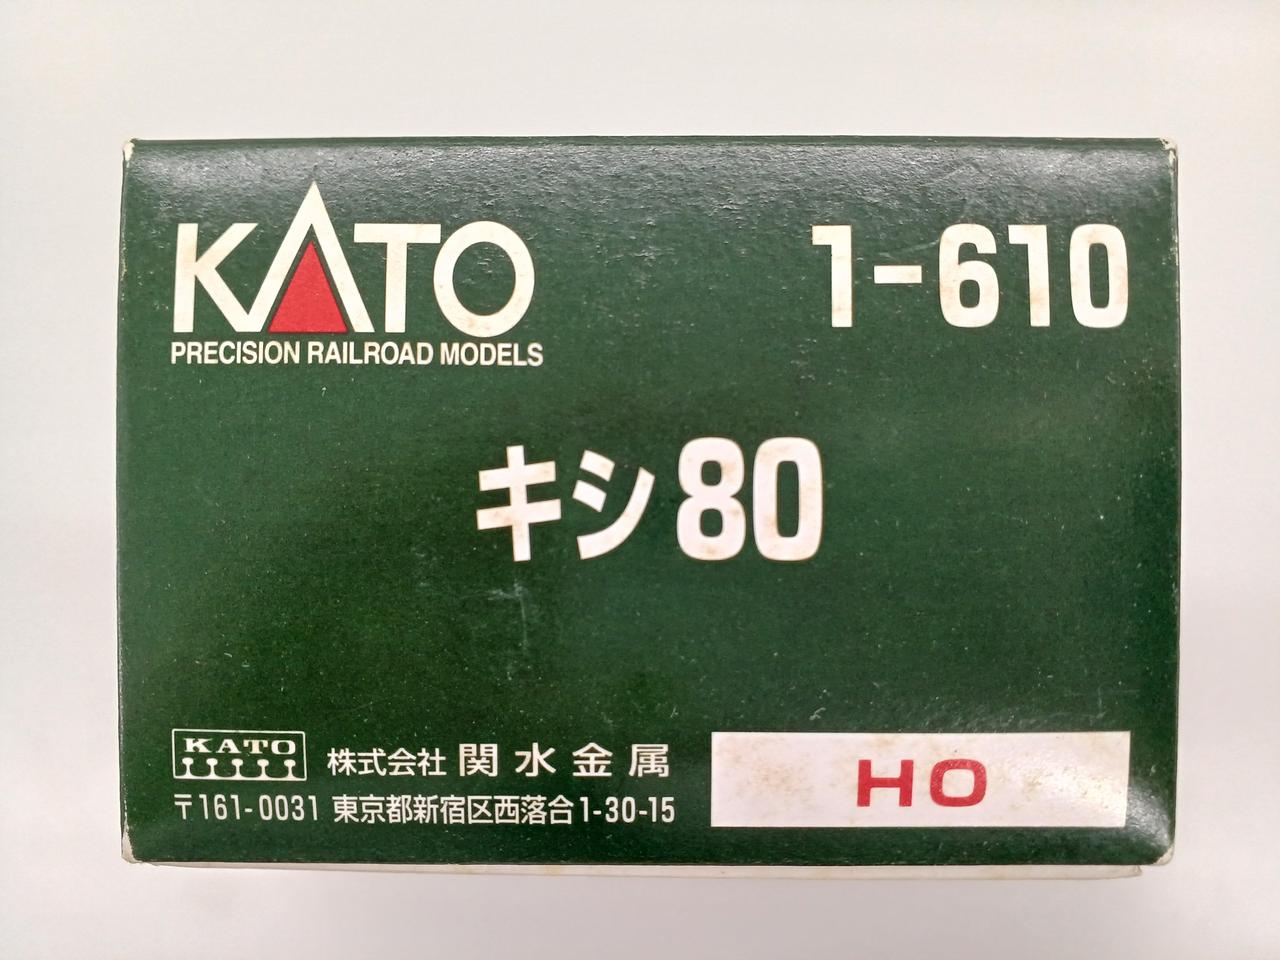 KATO
PRECISION RAILROAD MODELS
1-610
キシ80
KATO
株式会社 関水金属
〒161-0031 東京都新宿区西落合1-30-15
HO